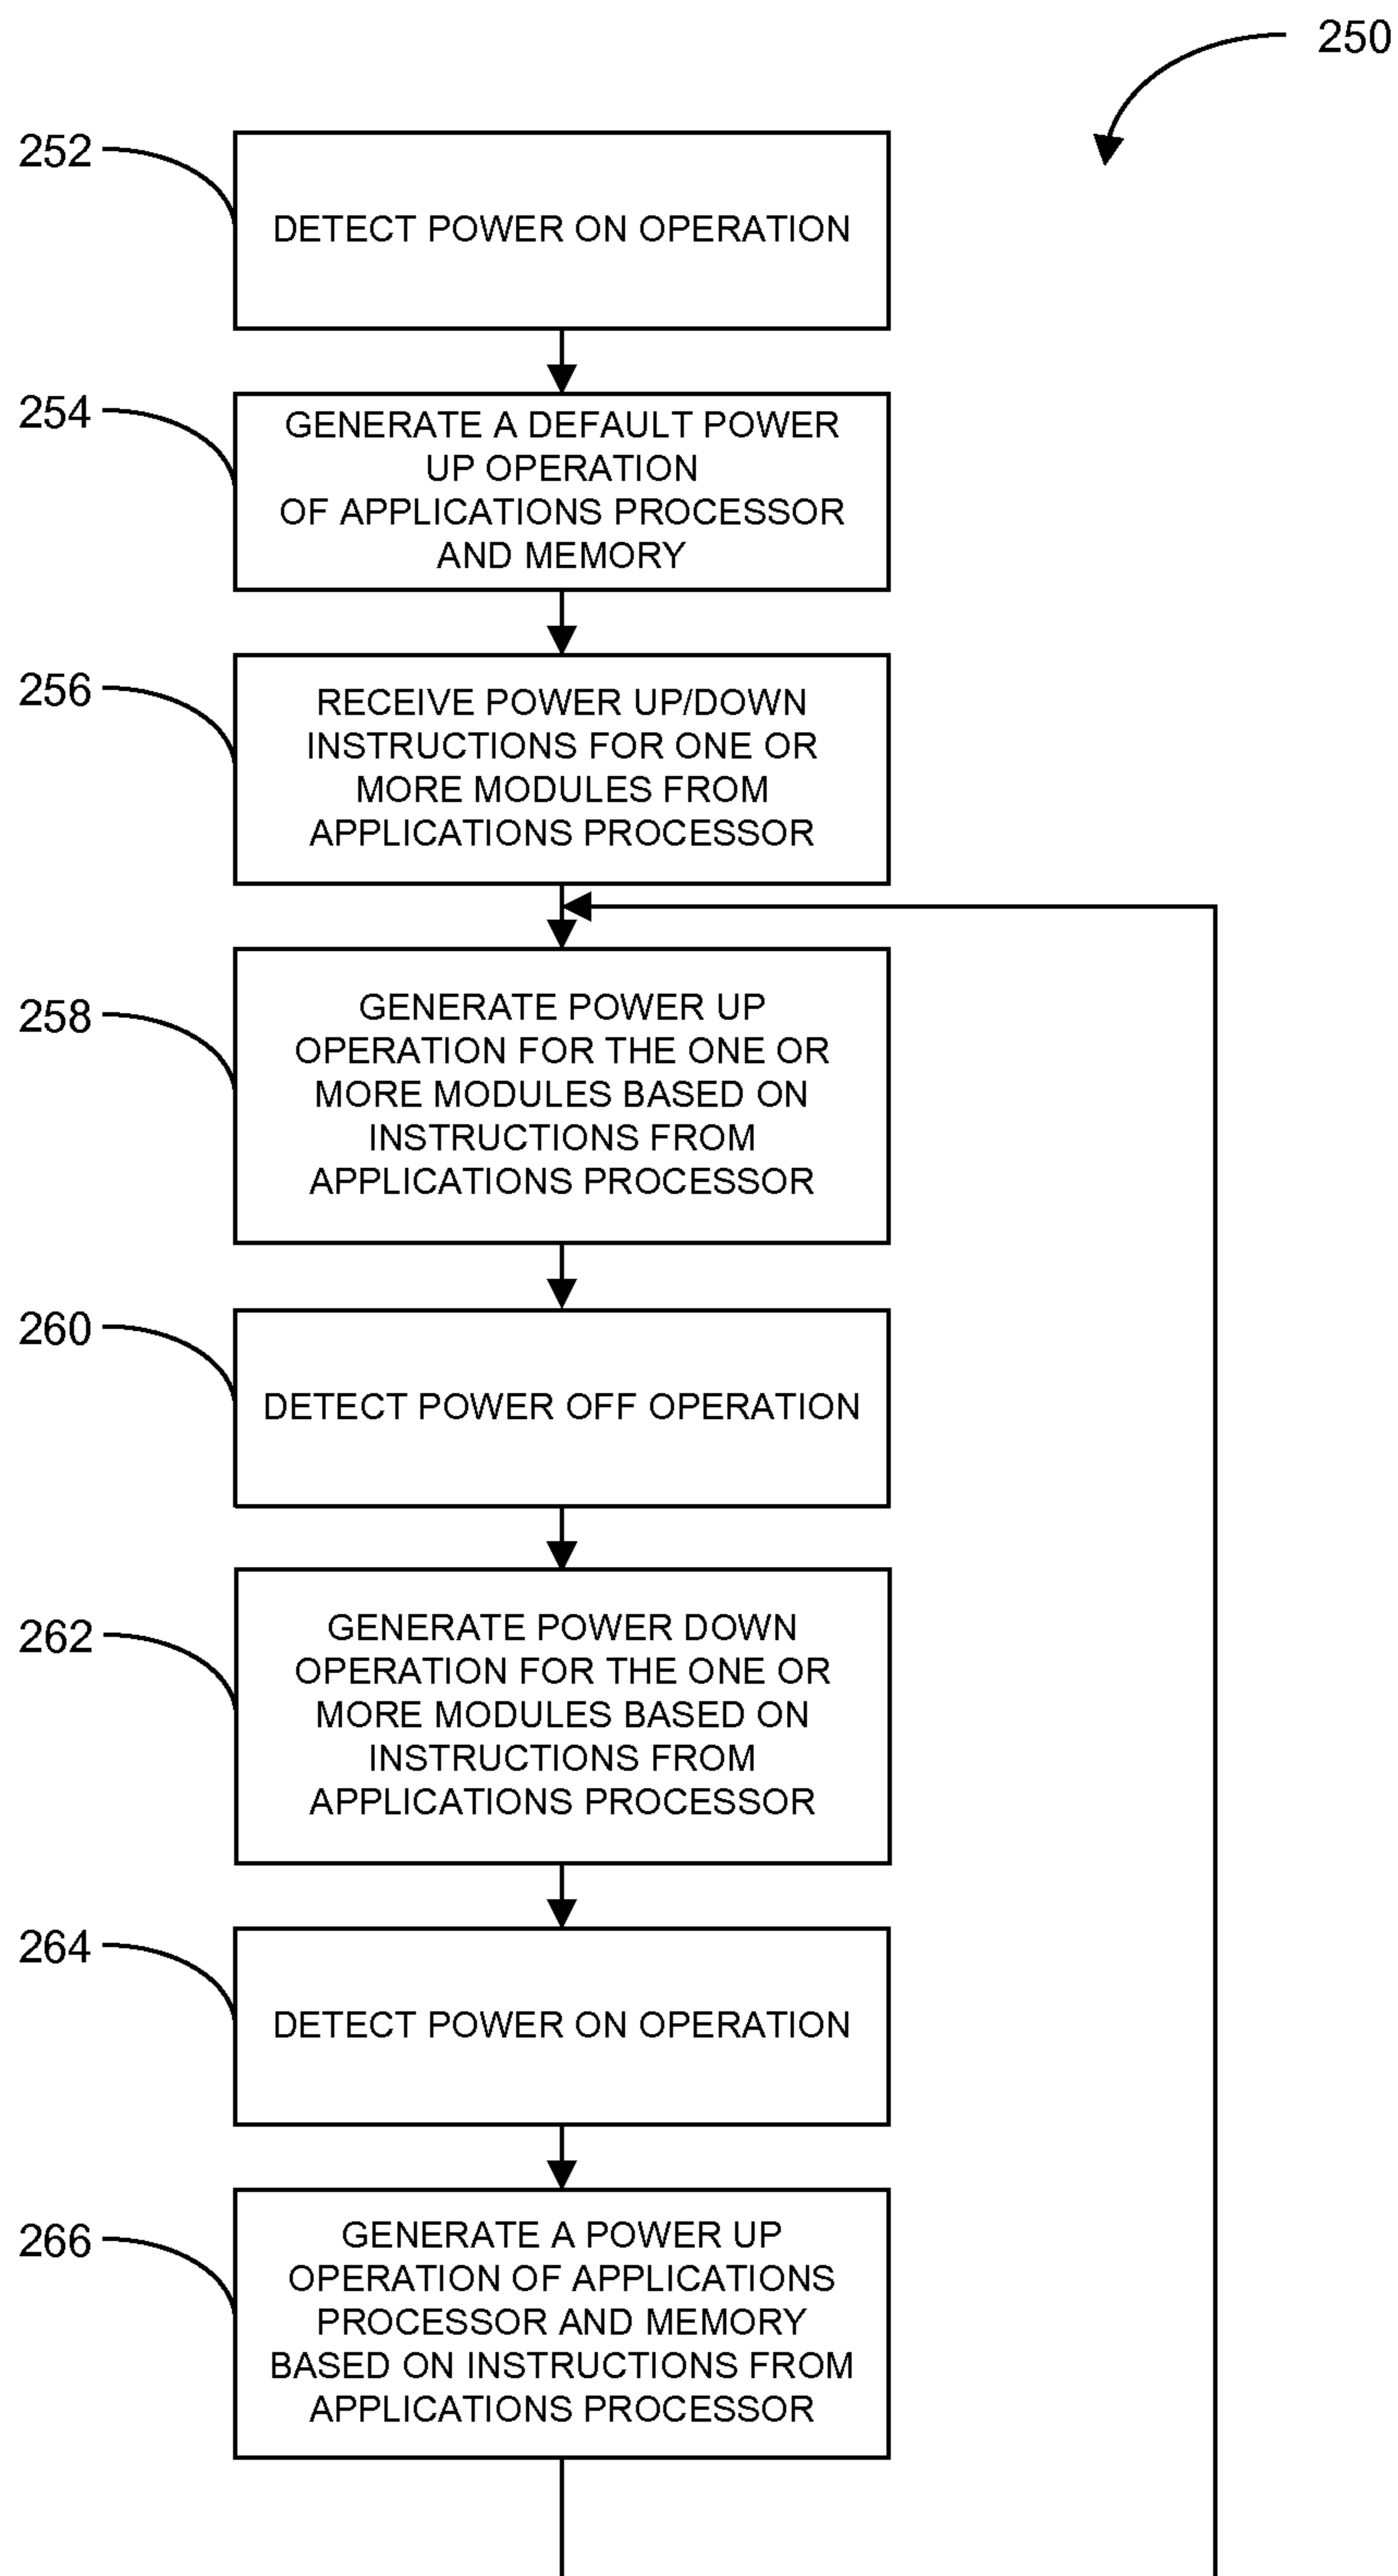 250
252
DETECT POWER ON OPERATION
254
GENERATE A DEFAULT POWER
UP OPERATION
OF APPLICATIONS PROCESSOR
AND MEMORY
256
RECEIVE POWER UP/DOWN
INSTRUCTIONS FOR ONE OR
MORE MODULES FROM
APPLICATIONS PROCESSOR
258
GENERATE POWER UP
OPERATION FOR THE ONE OR
MORE MODULES BASED ON
INSTRUCTIONS FROM
APPLICATIONS PROCESSOR
260
DETECT POWER OFF OPERATION
262
GENERATE POWER DOWN
OPERATION FOR THE ONE OR
MORE MODULES BASED ON
INSTRUCTIONS FROM
APPLICATIONS PROCESSOR
264
DETECT POWER ON OPERATION
266
GENERATE A POWER UP
OPERATION OF APPLICATIONS
PROCESSOR AND MEMORY
BASED ON INSTRUCTIONS FROM
APPLICATIONS PROCESSOR